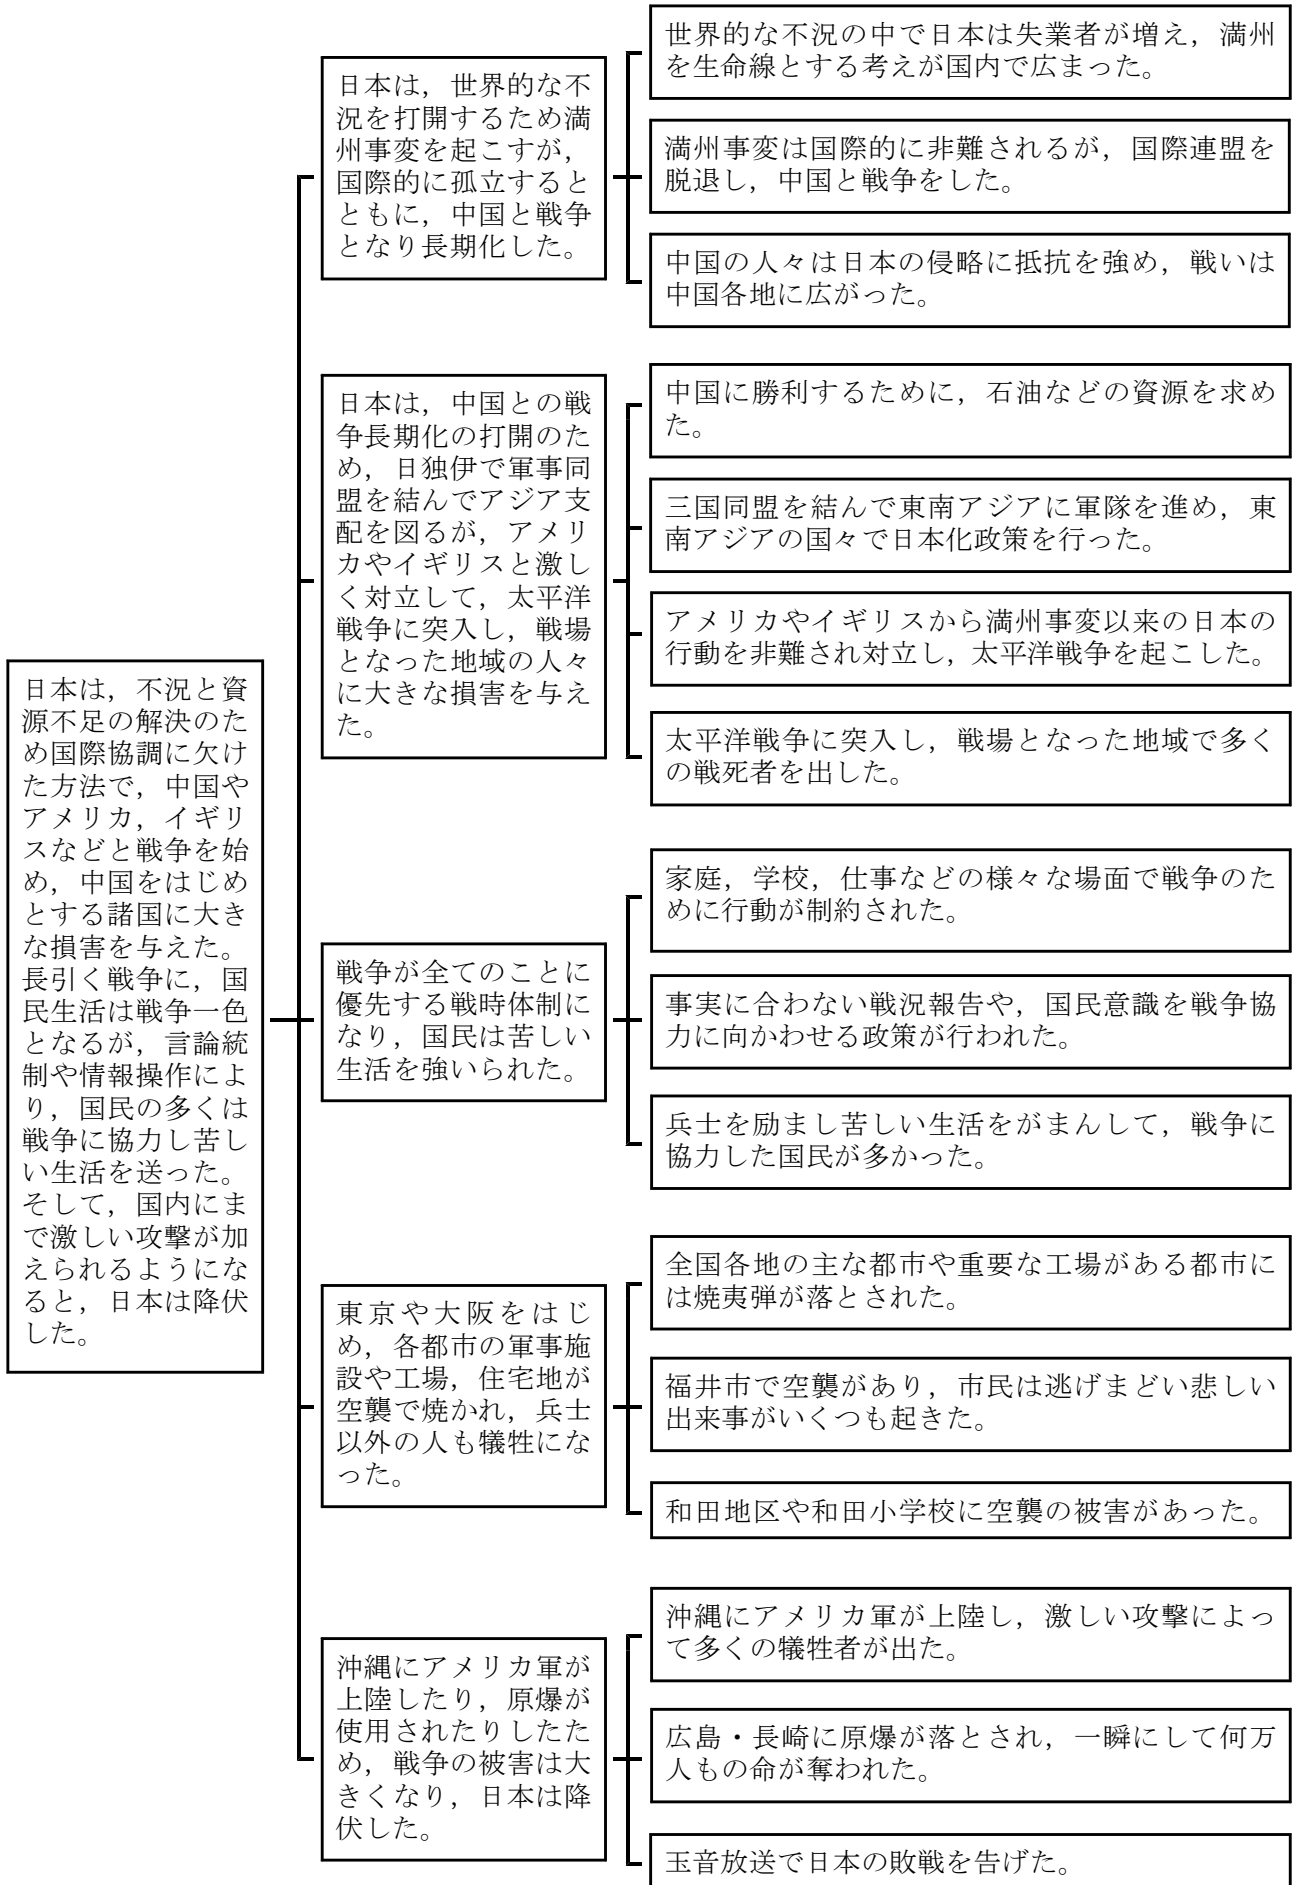 日本は，不況と資
源不足の解決のた
め国際協調に欠け
た方法で，中国や
アメリカ，イギリ
スなどと戦争を始
め，中国をはじめ
とする諸国に大き
な損害を与えた。
長引く戦争に，国
民生活は戦争一色
となるが，言論統
制や情報操作によ
り，国民の多くは
戦争に協力し苦し
い生活を送った。
そして，国内にま
で激しい攻撃が加
えられるようにな
ると，日本は降伏
した。
日本は，世界的な不
況を打開するため満
州事変を起こすが，
国際的に孤立すると
ともに，中国と戦争
となり長期化した。
世界的な不況の中で日本は失業者が増え，満州
を生命線とする考えが国内で広まった。
満州事変は国際的に非難されるが，国際連盟を
脱退し，中国と戦争をした。
中国の人々は日本の侵略に抵抗を強め，戦いは
中国各地に広がった。
日本は，中国との戦
争長期化の打開のた
め，日独伊で軍事同
盟を結んでアジア支
配を図るが，アメリ
カやイギリスと激し
く対立して，太平洋
戦争に突入し，戦場
となった地域の人々
に大きな損害を与え
た。
中国に勝利するために，石油などの資源を求め
た。
三国同盟を結んで東南アジアに軍隊を進め，東
南アジアの国々で日本化政策を行った。
アメリカやイギリスから満州事変以来の日本の
行動を非難され対立し，太平洋戦争を起こした。
太平洋戦争に突入し，戦場となった地域で多く
の戦死者を出した。
戦争が全てのことに
優先する戦時体制に
なり，国民は苦しい
生活を強いられた。
家庭，学校，仕事などの様々な場面で戦争のた
めに行動が制約された。
事実に合わない戦況報告や，国民意識を戦争協
力に向かわせる政策が行われた。
兵士を励まし苦しい生活をがまんして，戦争に
協力した国民が多かった。
東京や大阪をはじ
め，各都市の軍事施
設や工場，住宅地が
空襲で焼かれ，兵士
以外の人も犠牲にな
った。
全国各地の主な都市や重要な工場がある都市に
は焼夷弾が落とされた。
福井市で空襲があり，市民は逃げまどい悲しい
出来事がいくつも起きた。
和田地区や和田小学校に空襲の被害があった。
沖縄にアメリカ軍が
上陸したり，原爆が
使用されたりしたた
め，戦争の被害は大
きくなり，日本は降
伏した。
沖縄にアメリカ軍が上陸し，激しい攻撃によっ
て多くの犠牲者が出た。
広島・長崎に原爆が落とされ，一瞬にして何万
人もの命が奪われた。
玉音放送で日本の敗戦を告げた。